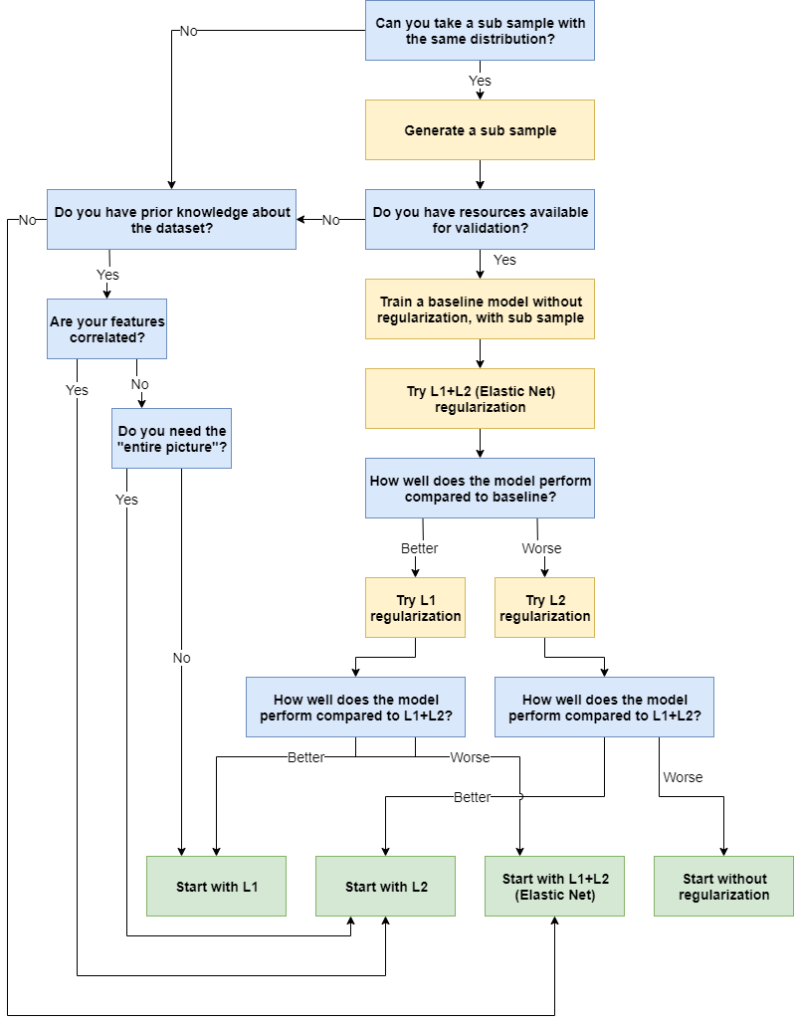 Can you take a sub sample with
the same distribution?
No
Yes
Generate a sub sample
Do you have prior knowledge about
the dataset?
No
No
Do you have resources available
for validation?
Yes
Yes
Train a baseline model without
regularization, with sub sample
Are your features
correlated?
Yes
No
Try L1+L2 (Elastic Net)
regularization
Do you need the
"entire picture"?
Yes
No
How well does the model perform
compared to baseline?
Better
Worse
Try L1
regularization
Try L2
regularization
How well does the model
perform compared to L1+L2?
How well does the model
perform compared to L1+L2?
Better
Worse
Better
Worse
Start with L1
Start with L2
Start with L1+L2
(Elastic Net)
Start without
regularization